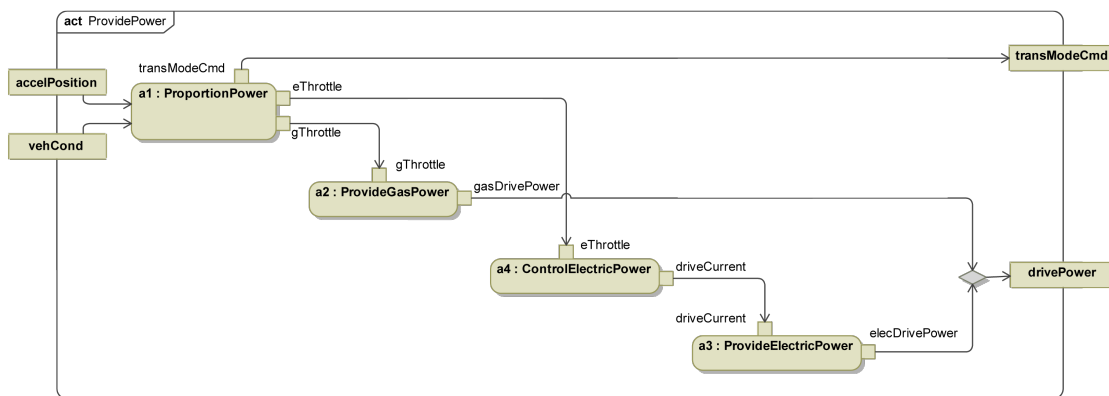 act ProvidePower
transModeCmd
transModeCmd
accelPosition
a1 : ProportionPower
eThrottle
gThrottle
vehCond
gThrottle
a2 : ProvideGasPower
gasDrivePower
eThrottle
a4 : ControlElectricPower
driveCurrent
drivePower
driveCurrent
a3 : ProvideElectricPower
elecDrivePower